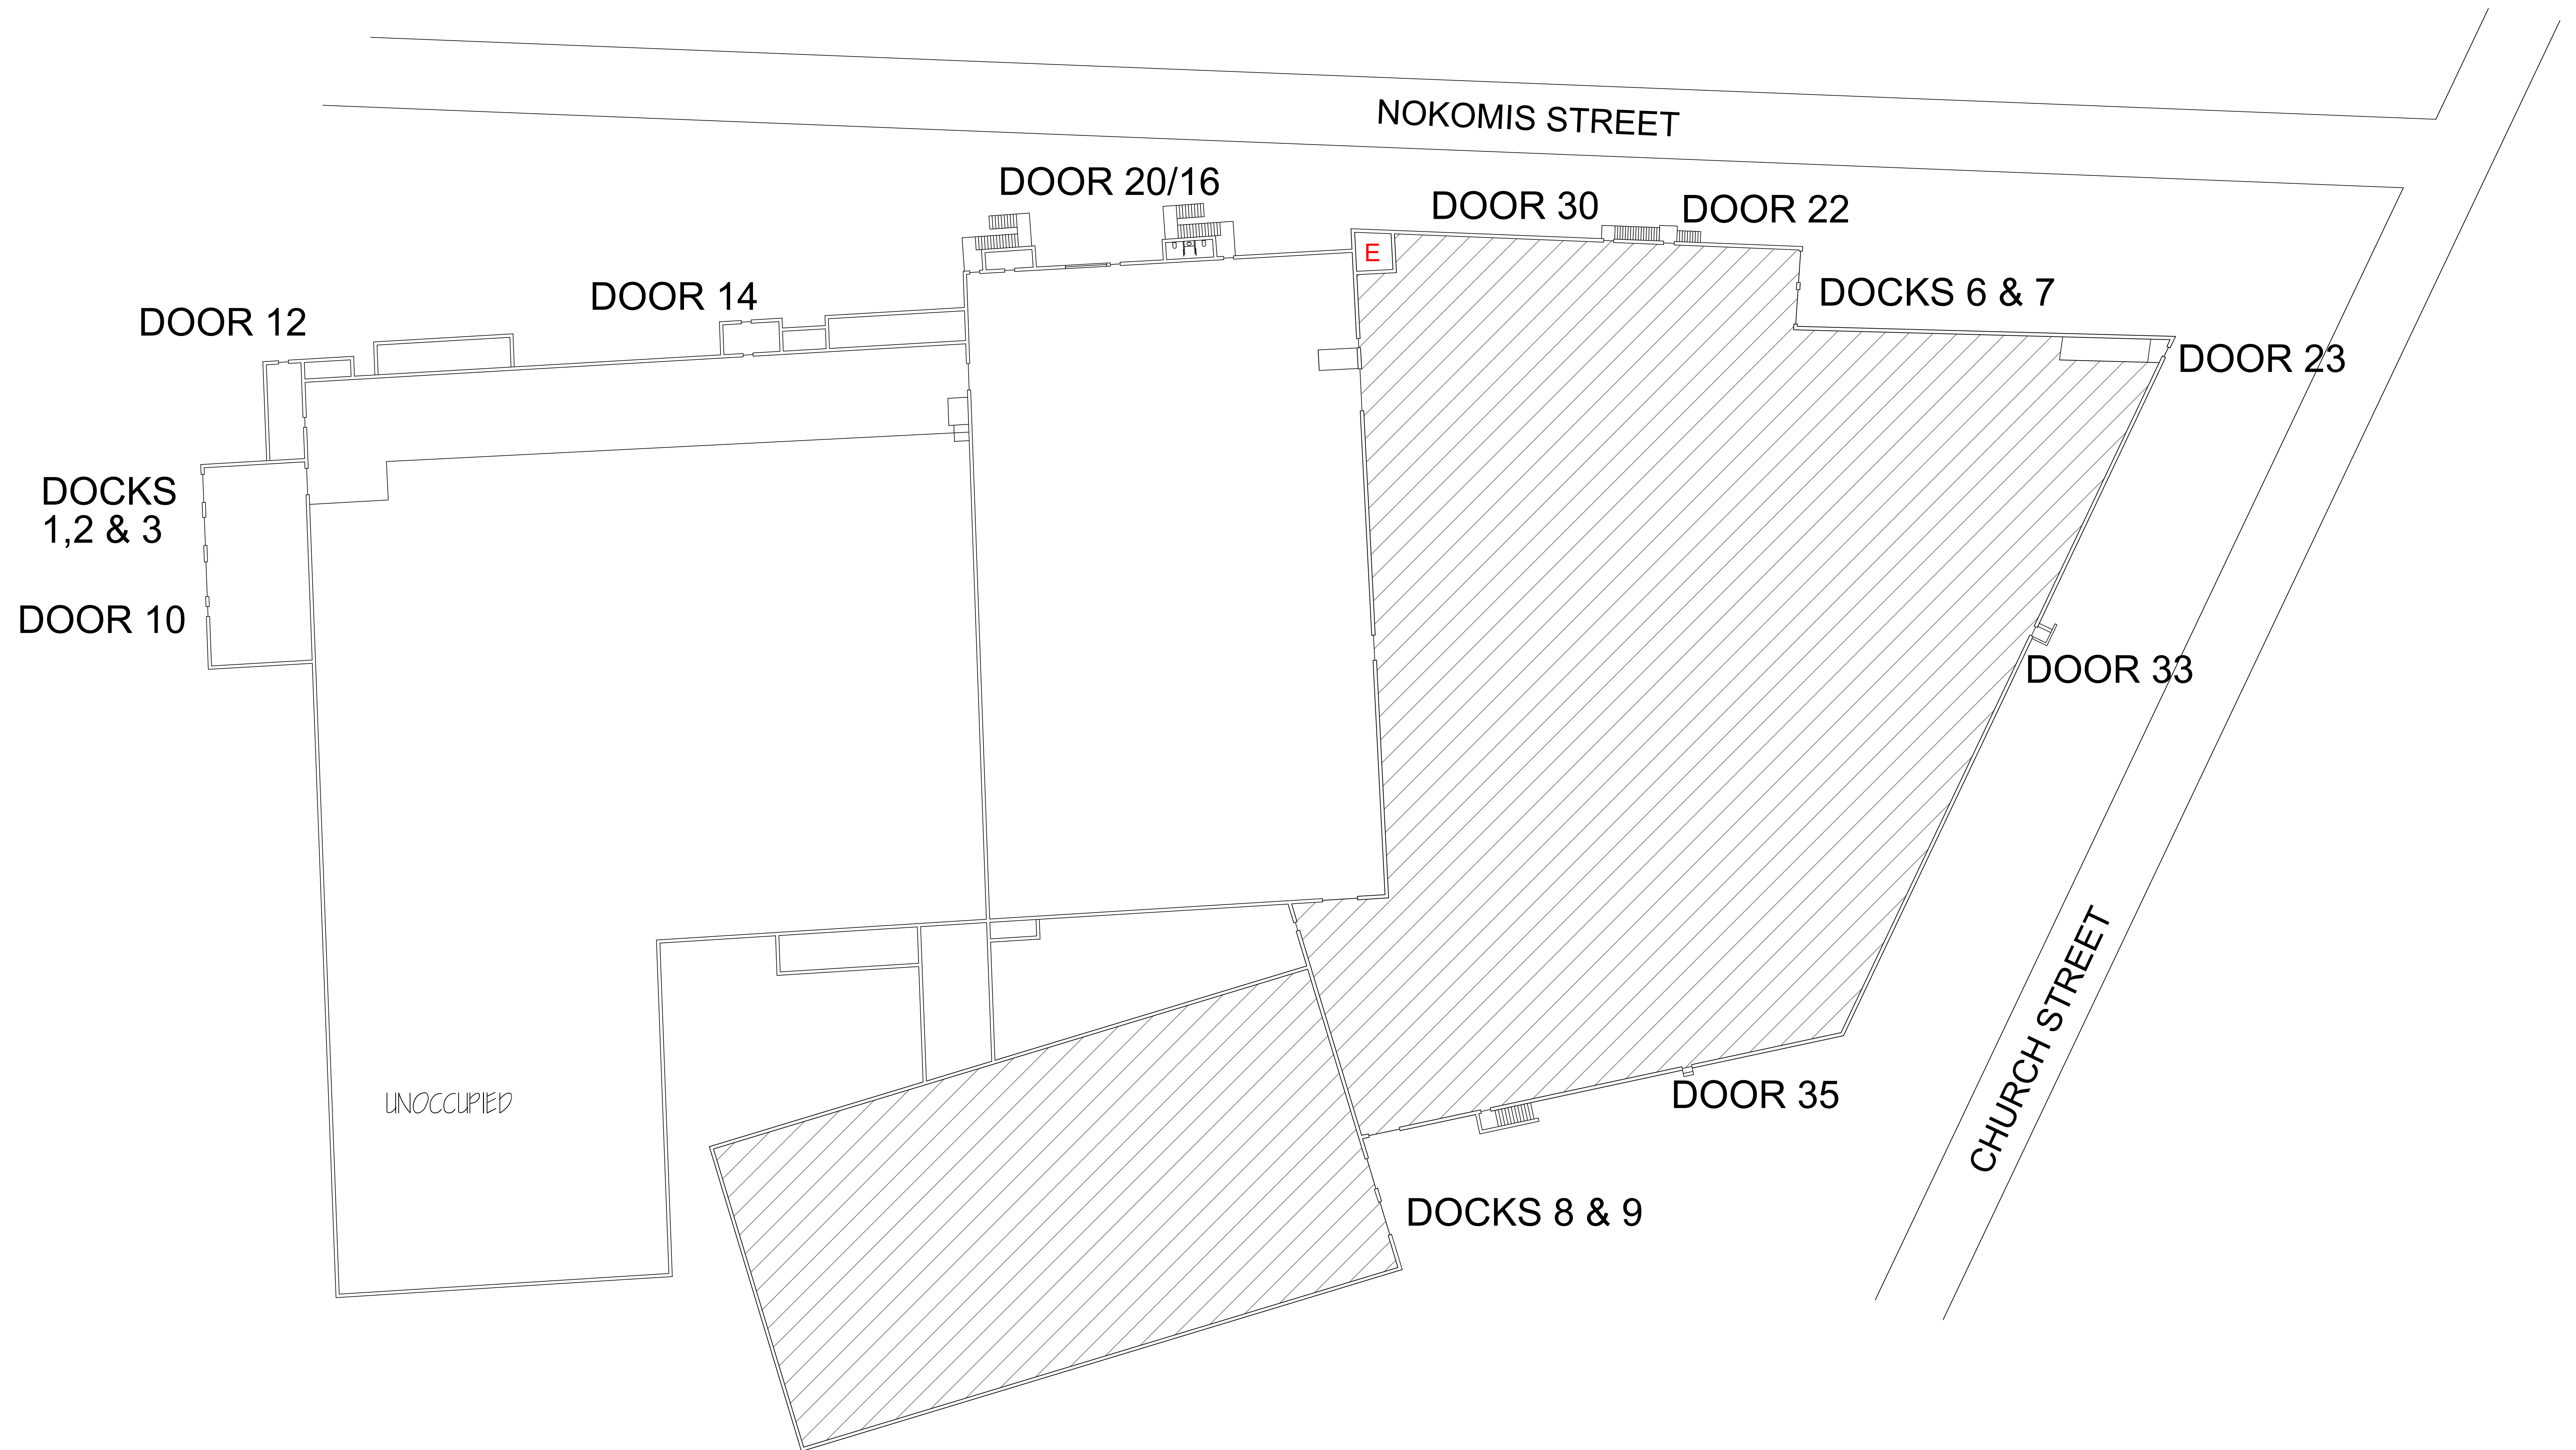 NOKOMIS STREET
DOOR 20/16
DOOR 30
DOOR 22
E
DOCKS 6 & 7
DOOR 14
DOOR 12
DOOR 23
DOCKS
1,2 & 3
DOOR 10
DOOR 33
CHURCH STREET
UNOCCUPIED
DOOR 35
DOCKS 8 & 9